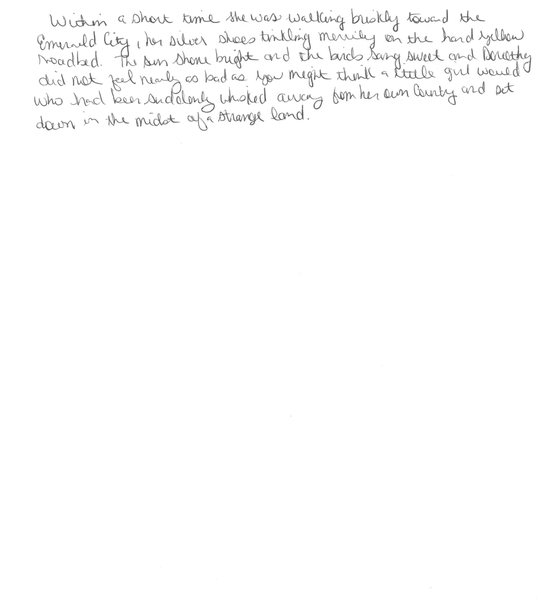 Within a short time she was walking briskly toward the
Emerald City, her silver shoes tinkling merrily on the hard yellow
roadbed. The sun shone bright and the birds sang sweet and Dorothy
did not feel nearly as bad as you might think a little girl would
who had been suddenly whisked away from her own County and set
down in the midst of a strange land.